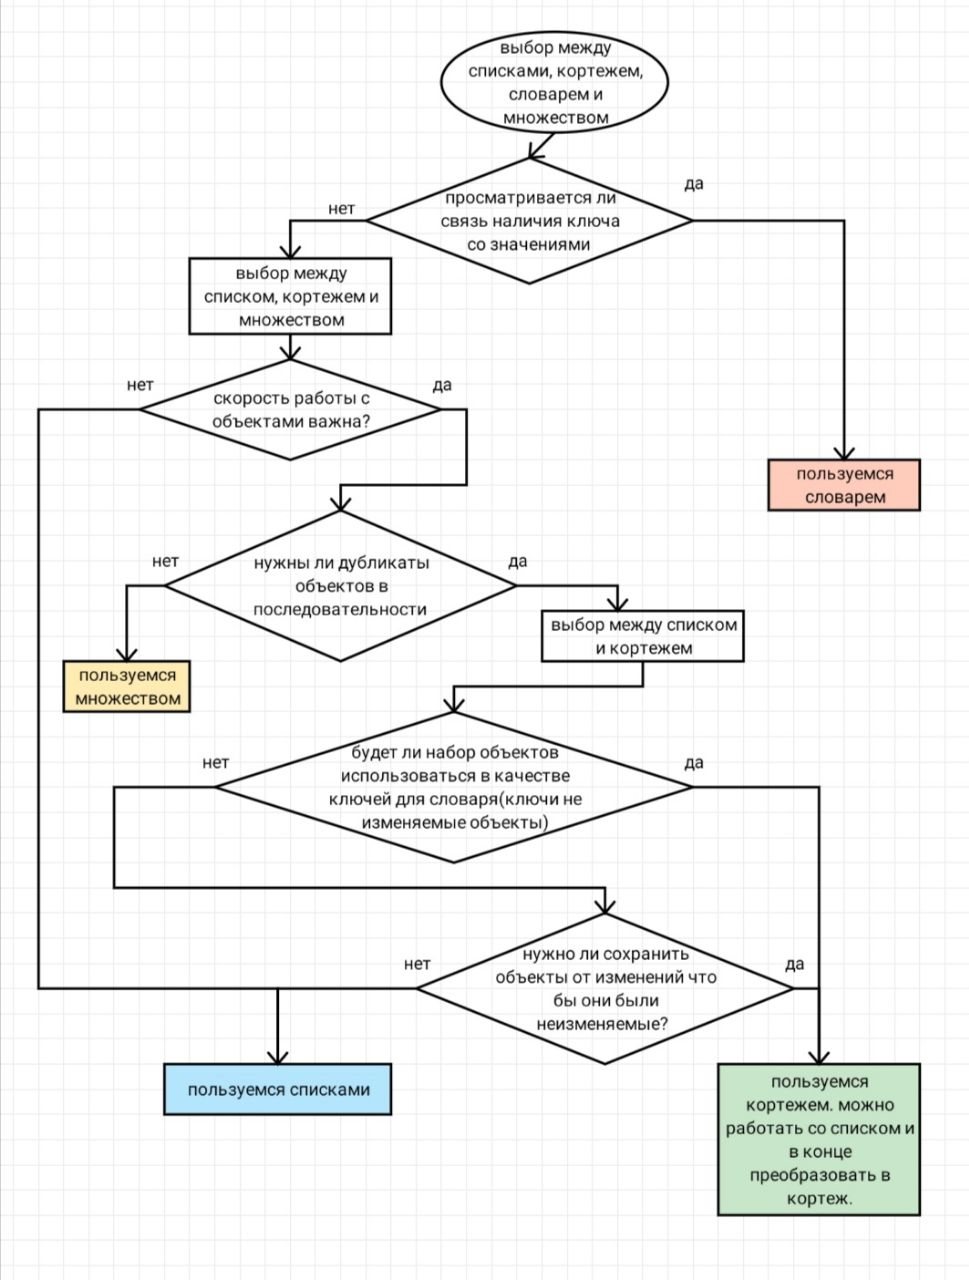 выбор между
списками, кортежем,
словарем и
множеством
просматривается ли
связь наличия ключа
со значениями
нет
да
выбор между
списком, кортежем и
множеством
скорость работы с
объектами важна?
нет
да
пользуемся
словарем
нужны ли дубликаты
объектов в
последовательности
нет
да
выбор между списком
и кортежем
пользуемся
множеством
будет ли набор объектов
использоваться в качестве
ключей для словаря(ключи не
изменяемые объекты)
нет
да
нужно ли сохранить
объекты от изменений что
бы они были
неизменяемые?
нет
да
пользуемся списками
пользуемся
кортежем. можно
работать со списком и
в конце
преобразовать в
кортеж.